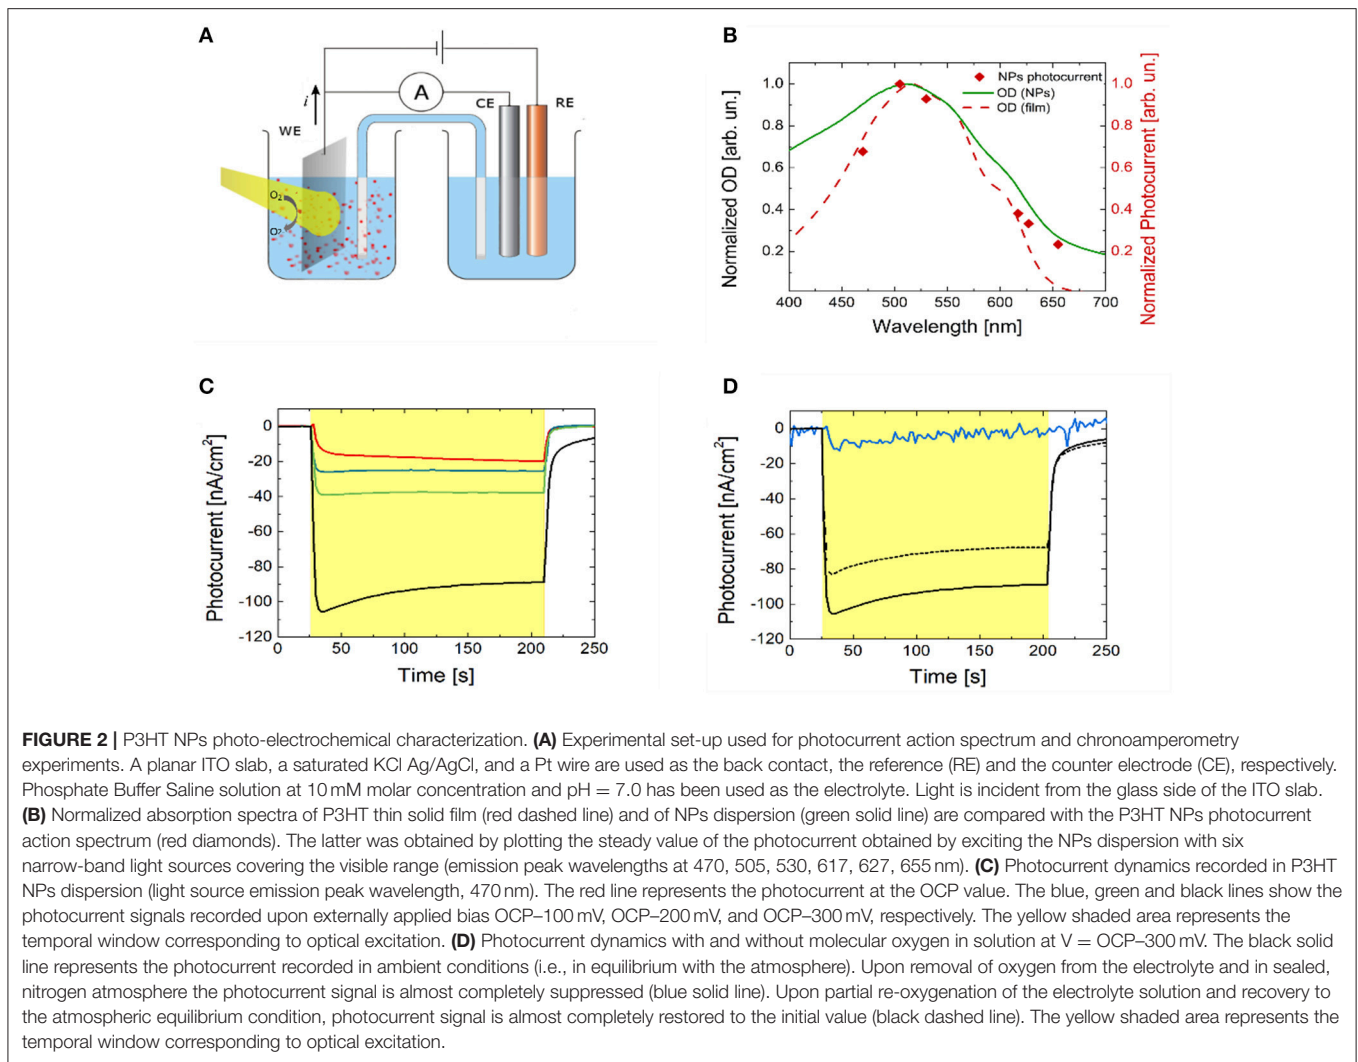 A
i
A
CE
RE
WE
O₂
O₂⁻
B
Normalized OD [arb. un.]
1.0
0.8
0.6
0.4
0.2
NPs photocurrent
OD (NPs)
OD (film)
1.0
0.8
0.6
0.4
0.2
Normalized Photocurrent [arb. un.]
400 450 500 550 600 650 700
Wavelength [nm]
C
Photocurrent [nA/cm²]
0
-20
-40
-60
-80
-100
-120
0 50 100 150 200 250
Time [s]
D
Photocurrent [nA/cm²]
0
-20
-40
-60
-80
-100
-120
0 50 100 150 200 250
Time [s]
FIGURE 2 | P3HT NPs photo-electrochemical characterization. (A) Experimental set-up used for photocurrent action spectrum and chronoamperometry
experiments. A planar ITO slab, a saturated KCl Ag/AgCl, and a Pt wire are used as the back contact, the reference (RE) and the counter electrode (CE), respectively.
Phosphate Buffer Saline solution at 10 mM molar concentration and pH = 7.0 has been used as the electrolyte. Light is incident from the glass side of the ITO slab.
(B) Normalized absorption spectra of P3HT thin solid film (red dashed line) and of NPs dispersion (green solid line) are compared with the P3HT NPs photocurrent
action spectrum (red diamonds). The latter was obtained by plotting the steady value of the photocurrent obtained by exciting the NPs dispersion with six
narrow-band light sources covering the visible range (emission peak wavelengths at 470, 505, 530, 617, 627, 655 nm). (C) Photocurrent dynamics recorded in P3HT
NPs dispersion (light source emission peak wavelength, 470 nm). The red line represents the photocurrent at the OCP value. The blue, green and black lines show the
photocurrent signals recorded upon externally applied bias OCP–100 mV, OCP–200 mV, and OCP–300 mV, respectively. The yellow shaded area represents the
temporal window corresponding to optical excitation. (D) Photocurrent dynamics with and without molecular oxygen in solution at V = OCP–300 mV. The black solid
line represents the photocurrent recorded in ambient conditions (i.e., in equilibrium with the atmosphere). Upon removal of oxygen from the electrolyte and in sealed,
nitrogen atmosphere the photocurrent signal is almost completely suppressed (blue solid line). Upon partial re-oxygenation of the electrolyte solution and recovery to
the atmospheric equilibrium condition, photocurrent signal is almost completely restored to the initial value (black dashed line). The yellow shaded area represents the
temporal window corresponding to optical excitation.